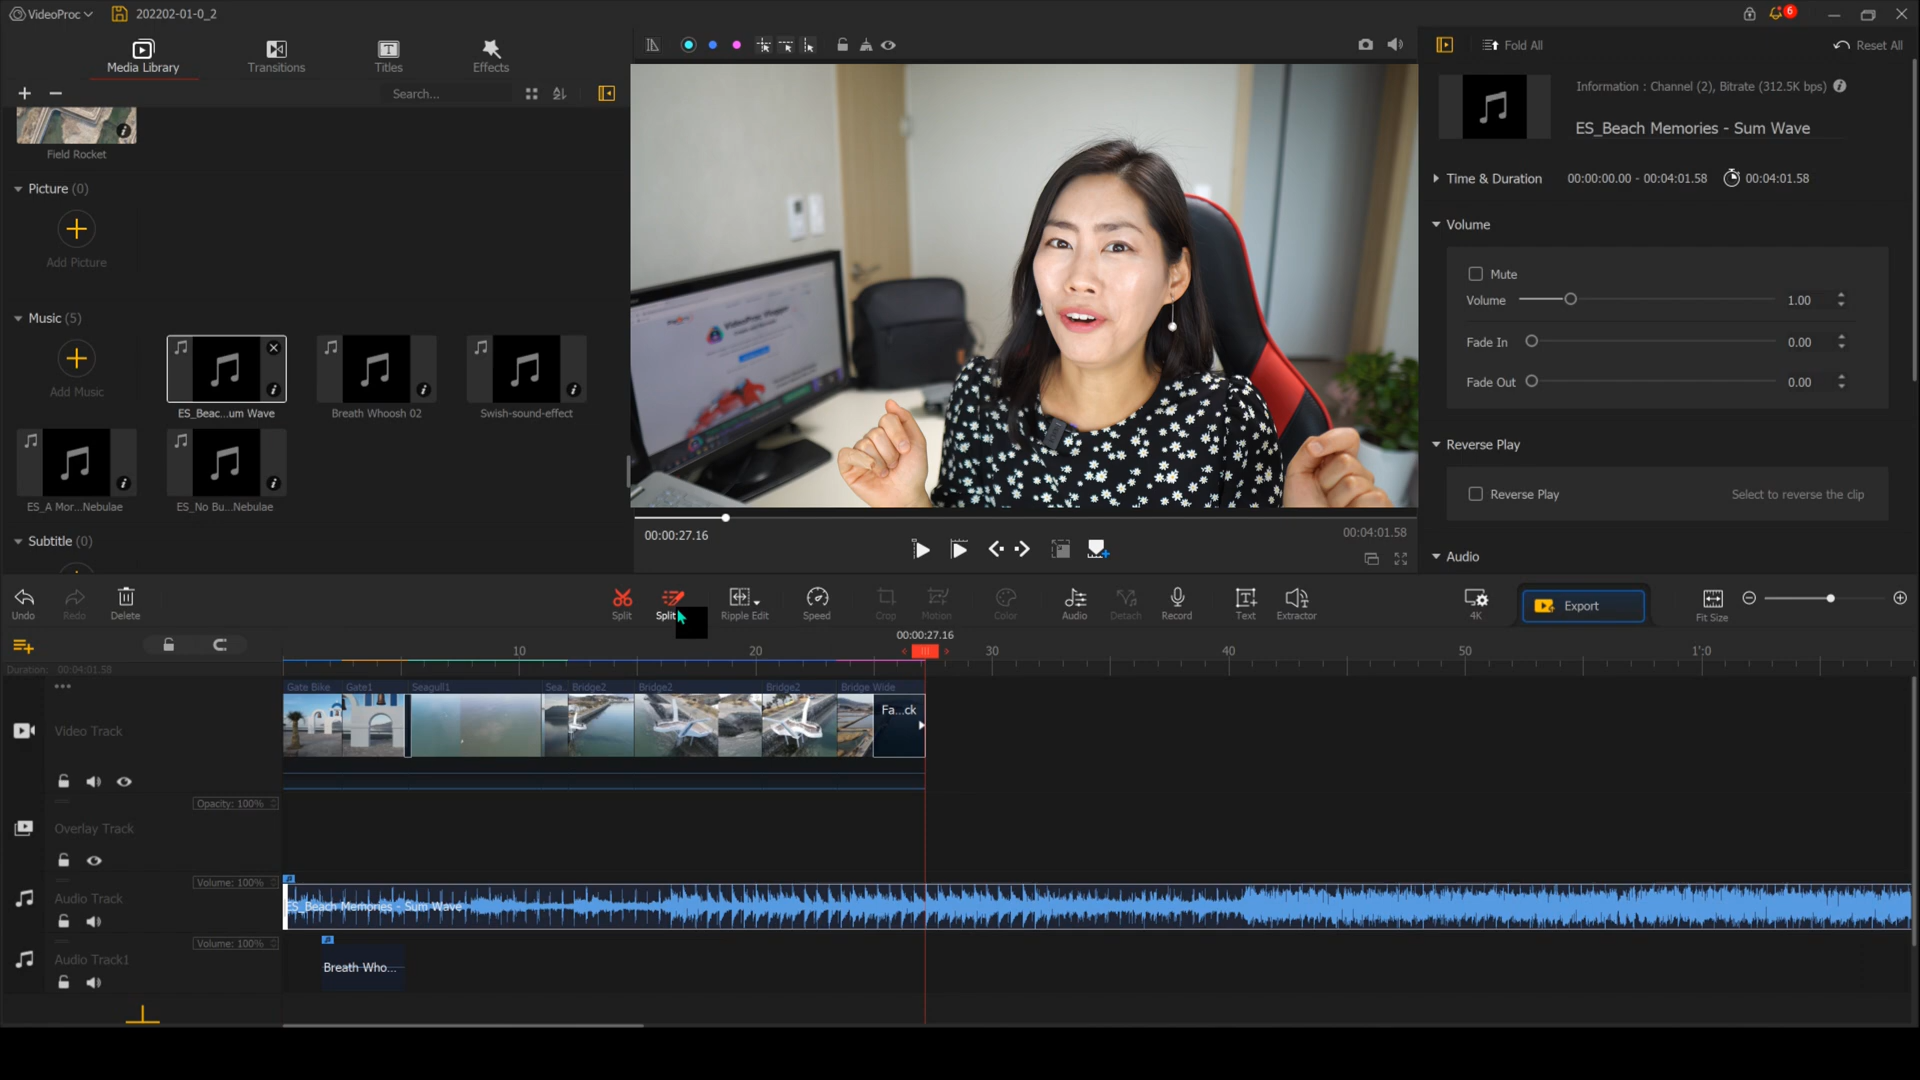 VideoProc
202202-01-0_2
6
Media Library
Transitions
Titles
Effects
Search...
Field Rocket
Picture (0)
Add Picture
Music (5)
Add Music
ES_Beac...um Wave
Breath Whoosh 02
Swish-sound-effect
ES_A Mor...Nebulae
ES_No Bu...Nebulae
Subtitle (0)
VideoProc Vlogger
00:00:27.16
00:04:01.58
Fold All
Reset All
Information : Channel (2), Bitrate (312.5K bps)
ES_Beach Memories - Sum Wave
Time & Duration
00:00:00.00 - 00:04:01.58
00:04:01.58
Volume
Mute
Volume
1.00
Fade In
0.00
Fade Out
0.00
Reverse Play
Reverse Play
Select to reverse the clip
Audio
Undo
Redo
Delete
Split
Split
Ripple Edit
Speed
Crop
Motion
Color
Audio
Detach
Record
Text
Extractor
4K
Export
Fit Size
00:00:27.16
10
20
30
40
50
1':0
Duration: 00:04:01.58
Gate Bike
Gate1
Seagull1
Sea..
Bridge2
Bridge2
Bridge2
Bridge Wide
Video Track
Fa...ck
Opacity: 100%
Overlay Track
Volume: 100%
Audio Track
ES_Beach Memories - Sum Wave
Volume: 100%
Audio Track1
Breath Who...